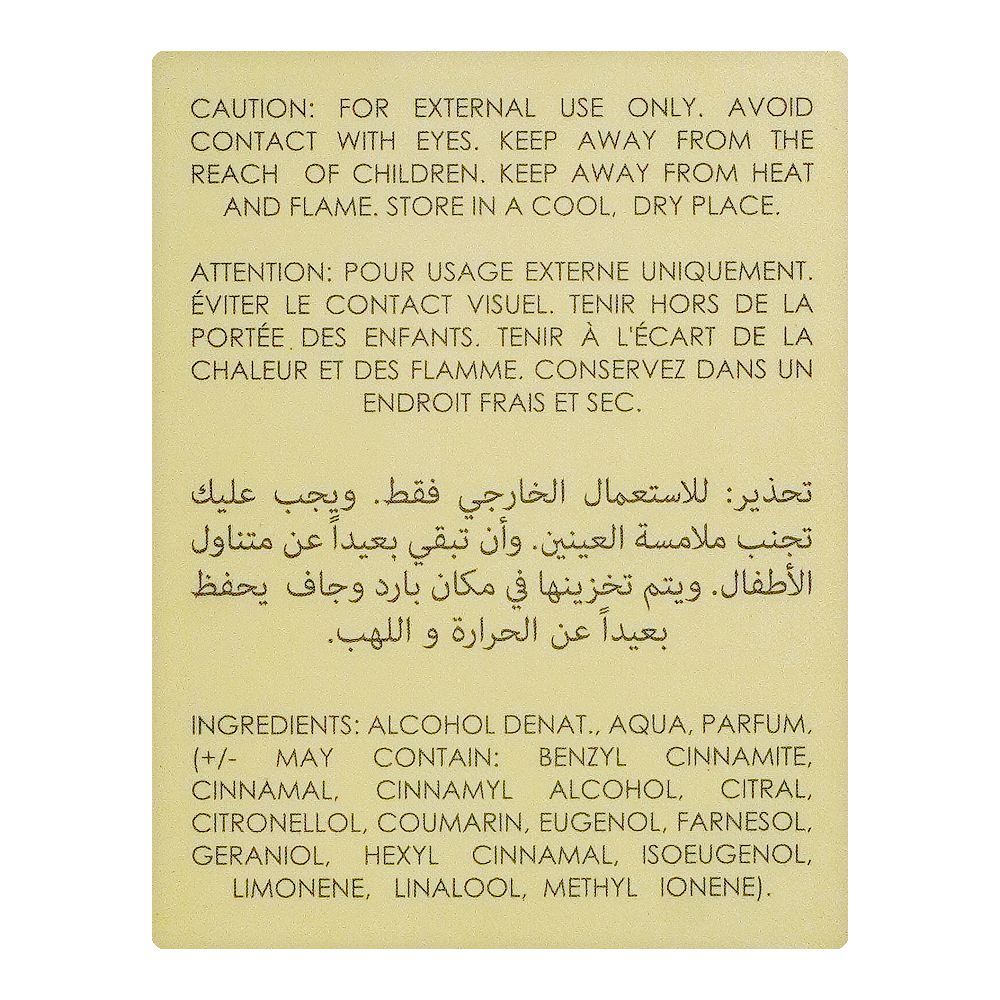 CAUTION: FOR EXTERNAL USE ONLY. AVOID
CONTACT WITH EYES. KEEP AWAY FROM THE
REACH OF CHILDREN. KEEP AWAY FROM HEAT
AND FLAME. STORE IN A COOL, DRY PLACE.
ATTENTION: POUR USAGE EXTERNE UNIQUEMENT.
ÉVITER LE CONTACT VISUEL. TENIR HORS DE LA
PORTÉE DES ENFANTS. TENIR À L'ÉCART DE LA
CHALEUR ET DES FLAMME. CONSERVEZ DANS UN
ENDROIT FRAIS ET SEC.
تحذير: للاستعمال الخارجي فقط. ويجب عليك
تجنب ملامسة العينين. وأن تبقي بعيداً عن متناول
الأطفال. ويتم تخزينها في مكان بارد وجاف يحفظ
بعيداً عن الحرارة و اللهب.
INGREDIENTS: ALCOHOL DENAT., AQUA, PARFUM,
(+/- MAY CONTAIN: BENZYL CINNAMITE,
CINNAMAL, CINNAMYL ALCOHOL, CITRAL,
CITRONELLOL, COUMARIN, EUGENOL, FARNESOL,
GERANIOL, HEXYL CINNAMAL, ISOEUGENOL,
LIMONENE, LINALOOL, METHYL IONENE).